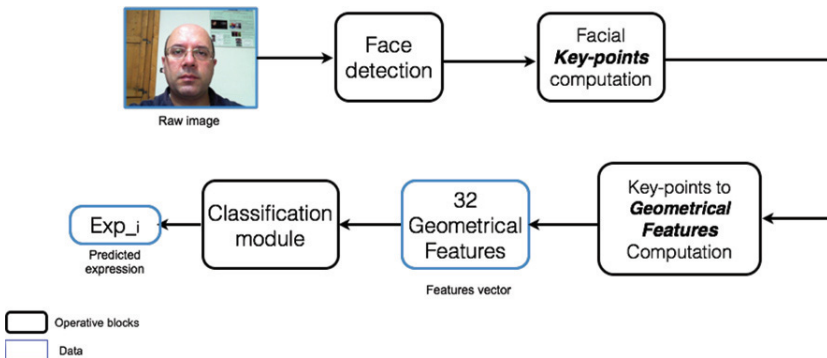 Face
detection
Facial
Key-points
computation
Raw image
Key-points to
Geometrical
Features
Computation
32
Geometrical
Features
Features vector
Classification
module
Exp_i
Predicted
expression
Operative blocks
Data